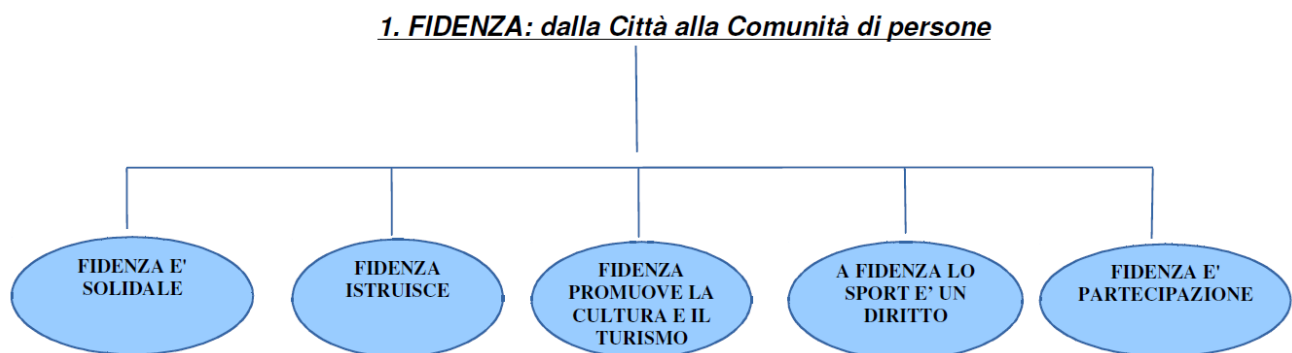 1. FIDENZA: dalla Città alla Comunità di persone
FIDENZA E'
SOLIDALE
FIDENZA
ISTRUISCE
FIDENZA
PROMUOVE LA
CULTURA E IL
TURISMO
A FIDENZA LO
SPORT E’ UN
DIRITTO
FIDENZA E'
PARTECIPAZIONE